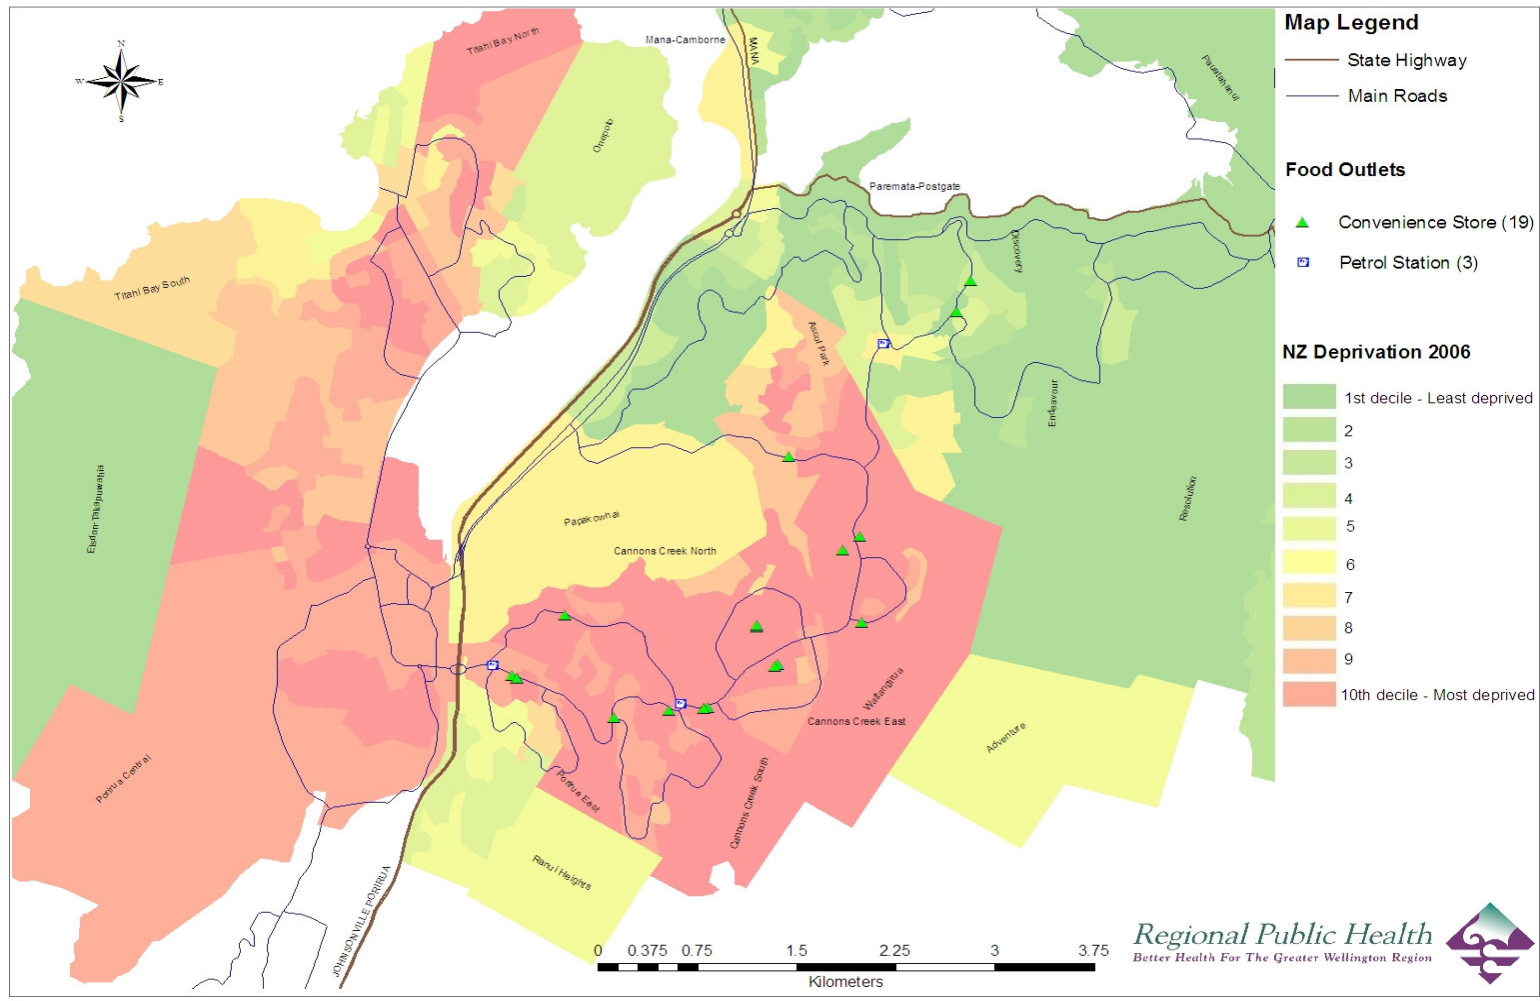 Titahi Bay North
Mana-Camborne
MANA
Pauatahanui
N
W
E
S
Onepoto
Paremata-Postgate
Discovery
Titahi Bay South
Ascot Park
Endeavour
Elsdon-Takapuwahia
Resolution
Papakowhai
Cannons Creek North
Waitangirua
Cannons Creek East
Adventure
Porirua Central
Porirua East
Cannons Creek South
Ranui Heights
JOHNSONVILLE PORIRUA
0 0.375 0.75 1.5 2.25 3 3.75
Kilometers
Map Legend
State Highway
Main Roads
Food Outlets
Convenience Store (19)
Petrol Station (3)
NZ Deprivation 2006
1st decile - Least deprived
2
3
4
5
6
7
8
9
10th decile - Most deprived
Regional Public Health
Better Health For The Greater Wellington Region